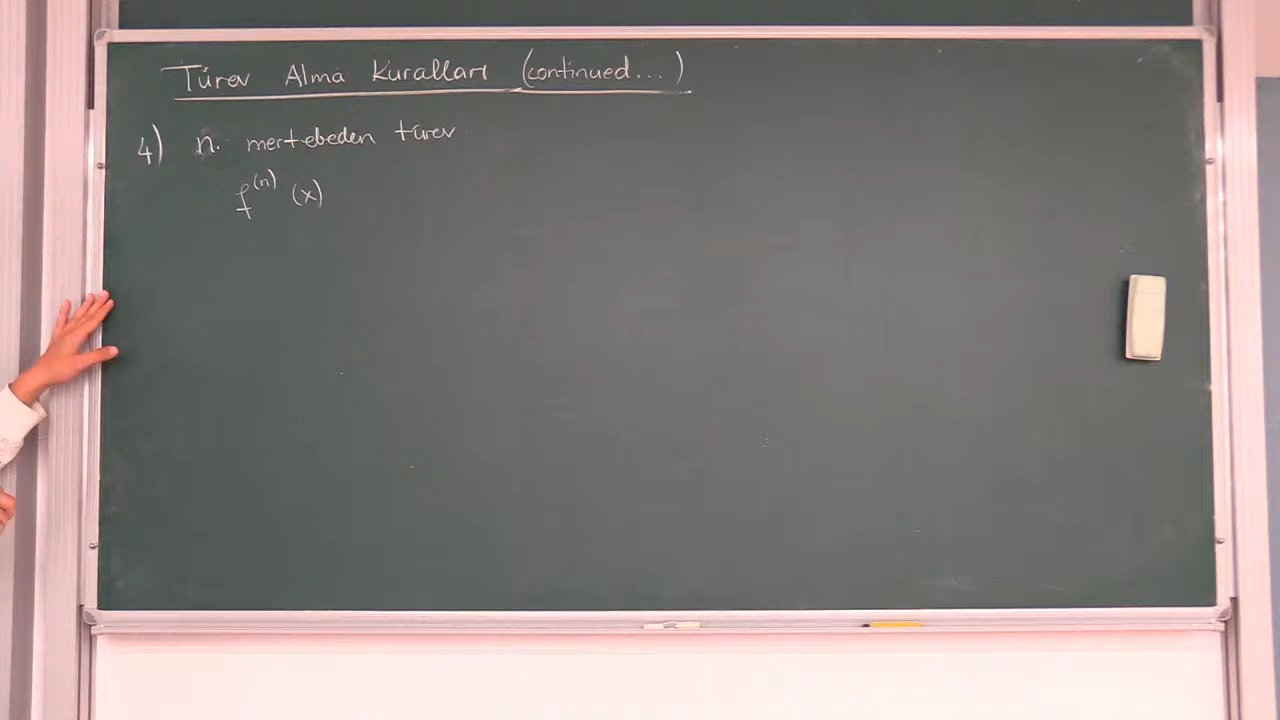 Türev Alma Kuralları (continued...)
4) n. mertebeden türev
f⁽ⁿ⁾ (x)